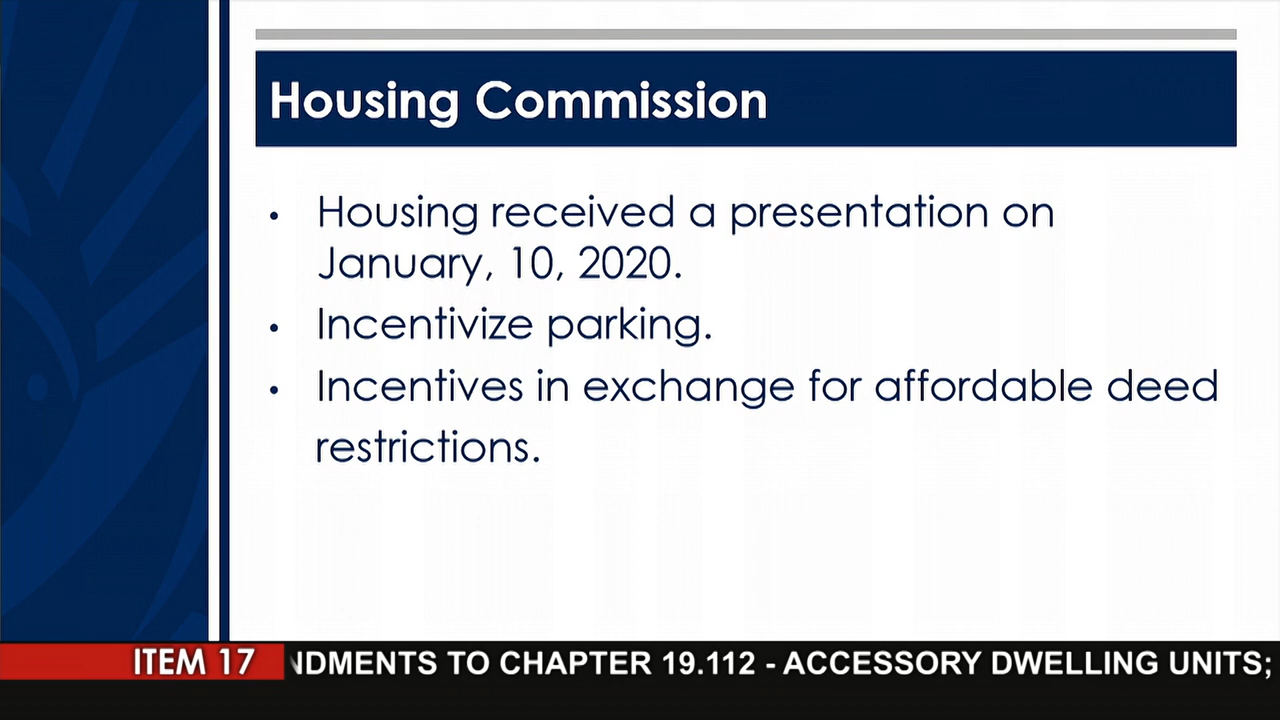 Housing Commission
• Housing received a presentation on
January, 10, 2020.
• Incentivize parking.
• Incentives in exchange for affordable deed
restrictions.
ITEM 17
NDMENTS TO CHAPTER 19.112 - ACCESSORY DWELLING UNITS;